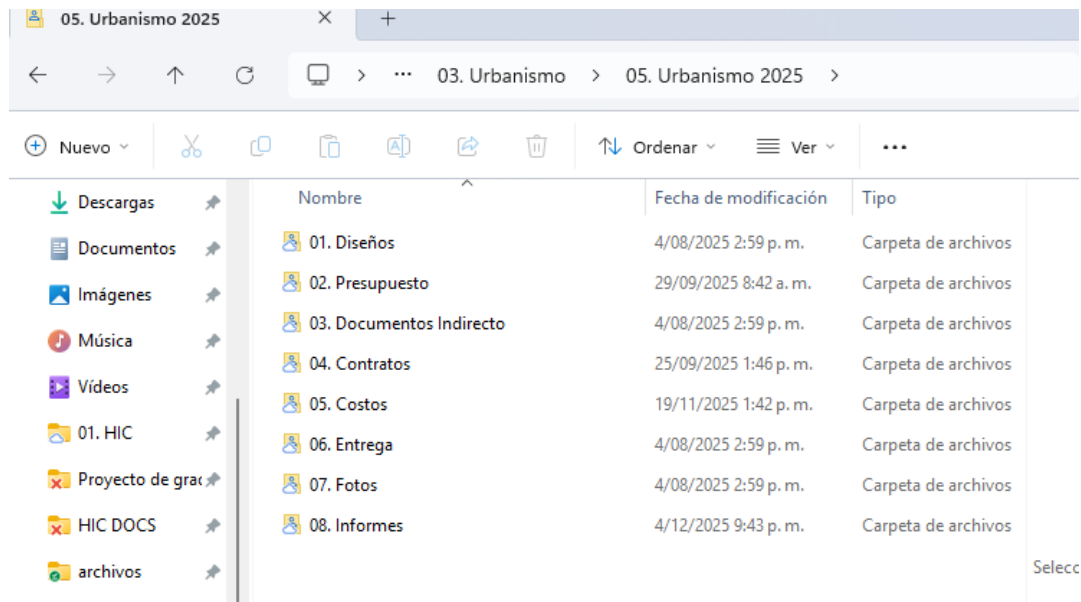 05. Urbanismo 2025
03. Urbanismo > 05. Urbanismo 2025 >
Nuevo Ordenar Ver
Nombre Fecha de modificación Tipo
Descargas
Documentos
Imágenes
Música
Vídeos
01. HIC
Proyecto de grac
HIC DOCS
archivos
01. Diseños 4/08/2025 2:59 p. m. Carpeta de archivos
02. Presupuesto 29/09/2025 8:42 a. m. Carpeta de archivos
03. Documentos Indirecto 4/08/2025 2:59 p. m. Carpeta de archivos
04. Contratos 25/09/2025 1:46 p. m. Carpeta de archivos
05. Costos 19/11/2025 1:42 p. m. Carpeta de archivos
06. Entrega 4/08/2025 2:59 p. m. Carpeta de archivos
07. Fotos 4/08/2025 2:59 p. m. Carpeta de archivos
08. Informes 4/12/2025 9:43 p. m. Carpeta de archivos
Selecc